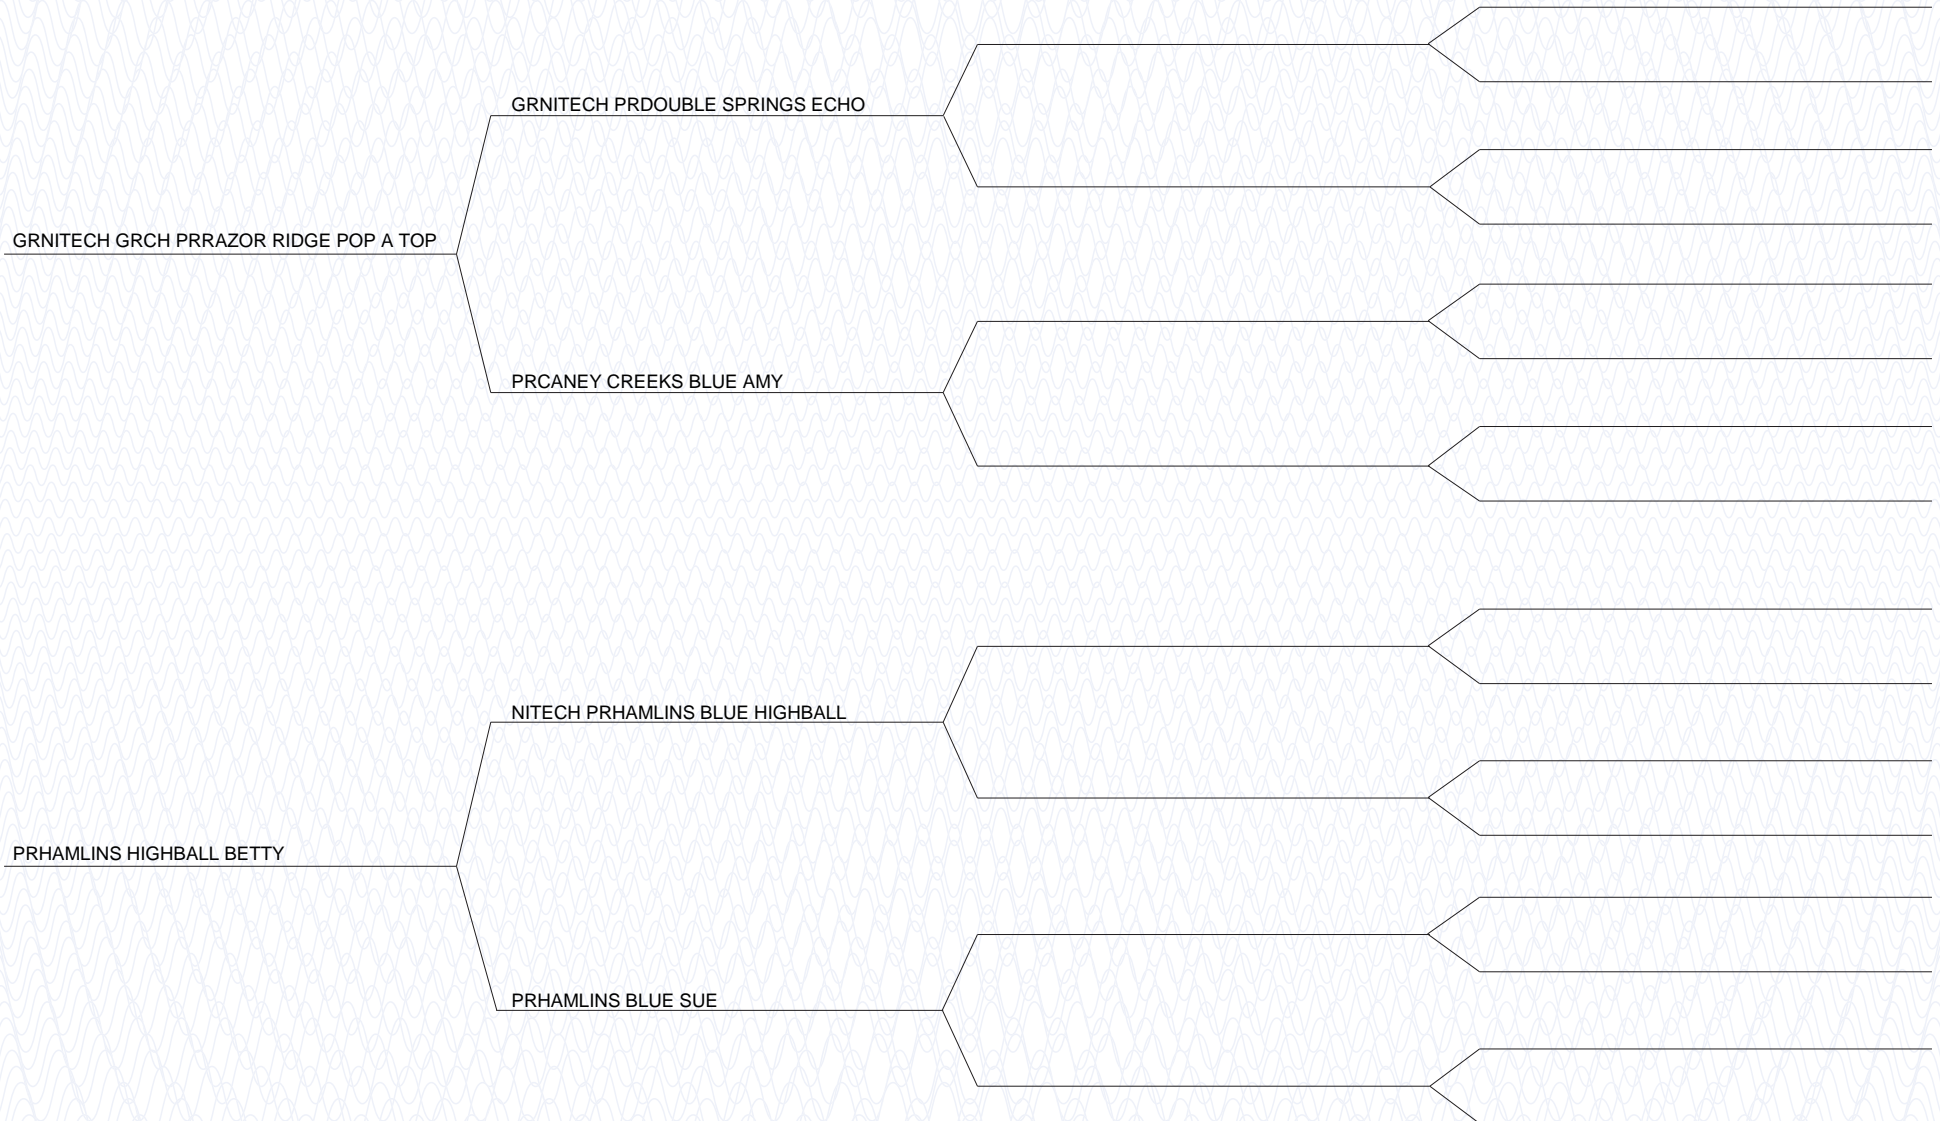 GRNITECH PRDOUBLE SPRINGS ECHO
GRNITECH GRCH PRRAZOR RIDGE POP A TOP
PRCANEY CREEKS BLUE AMY
NITECH PRHAMLINS BLUE HIGHBALL
PRHAMLINS HIGHBALL BETTY
PRHAMLINS BLUE SUE